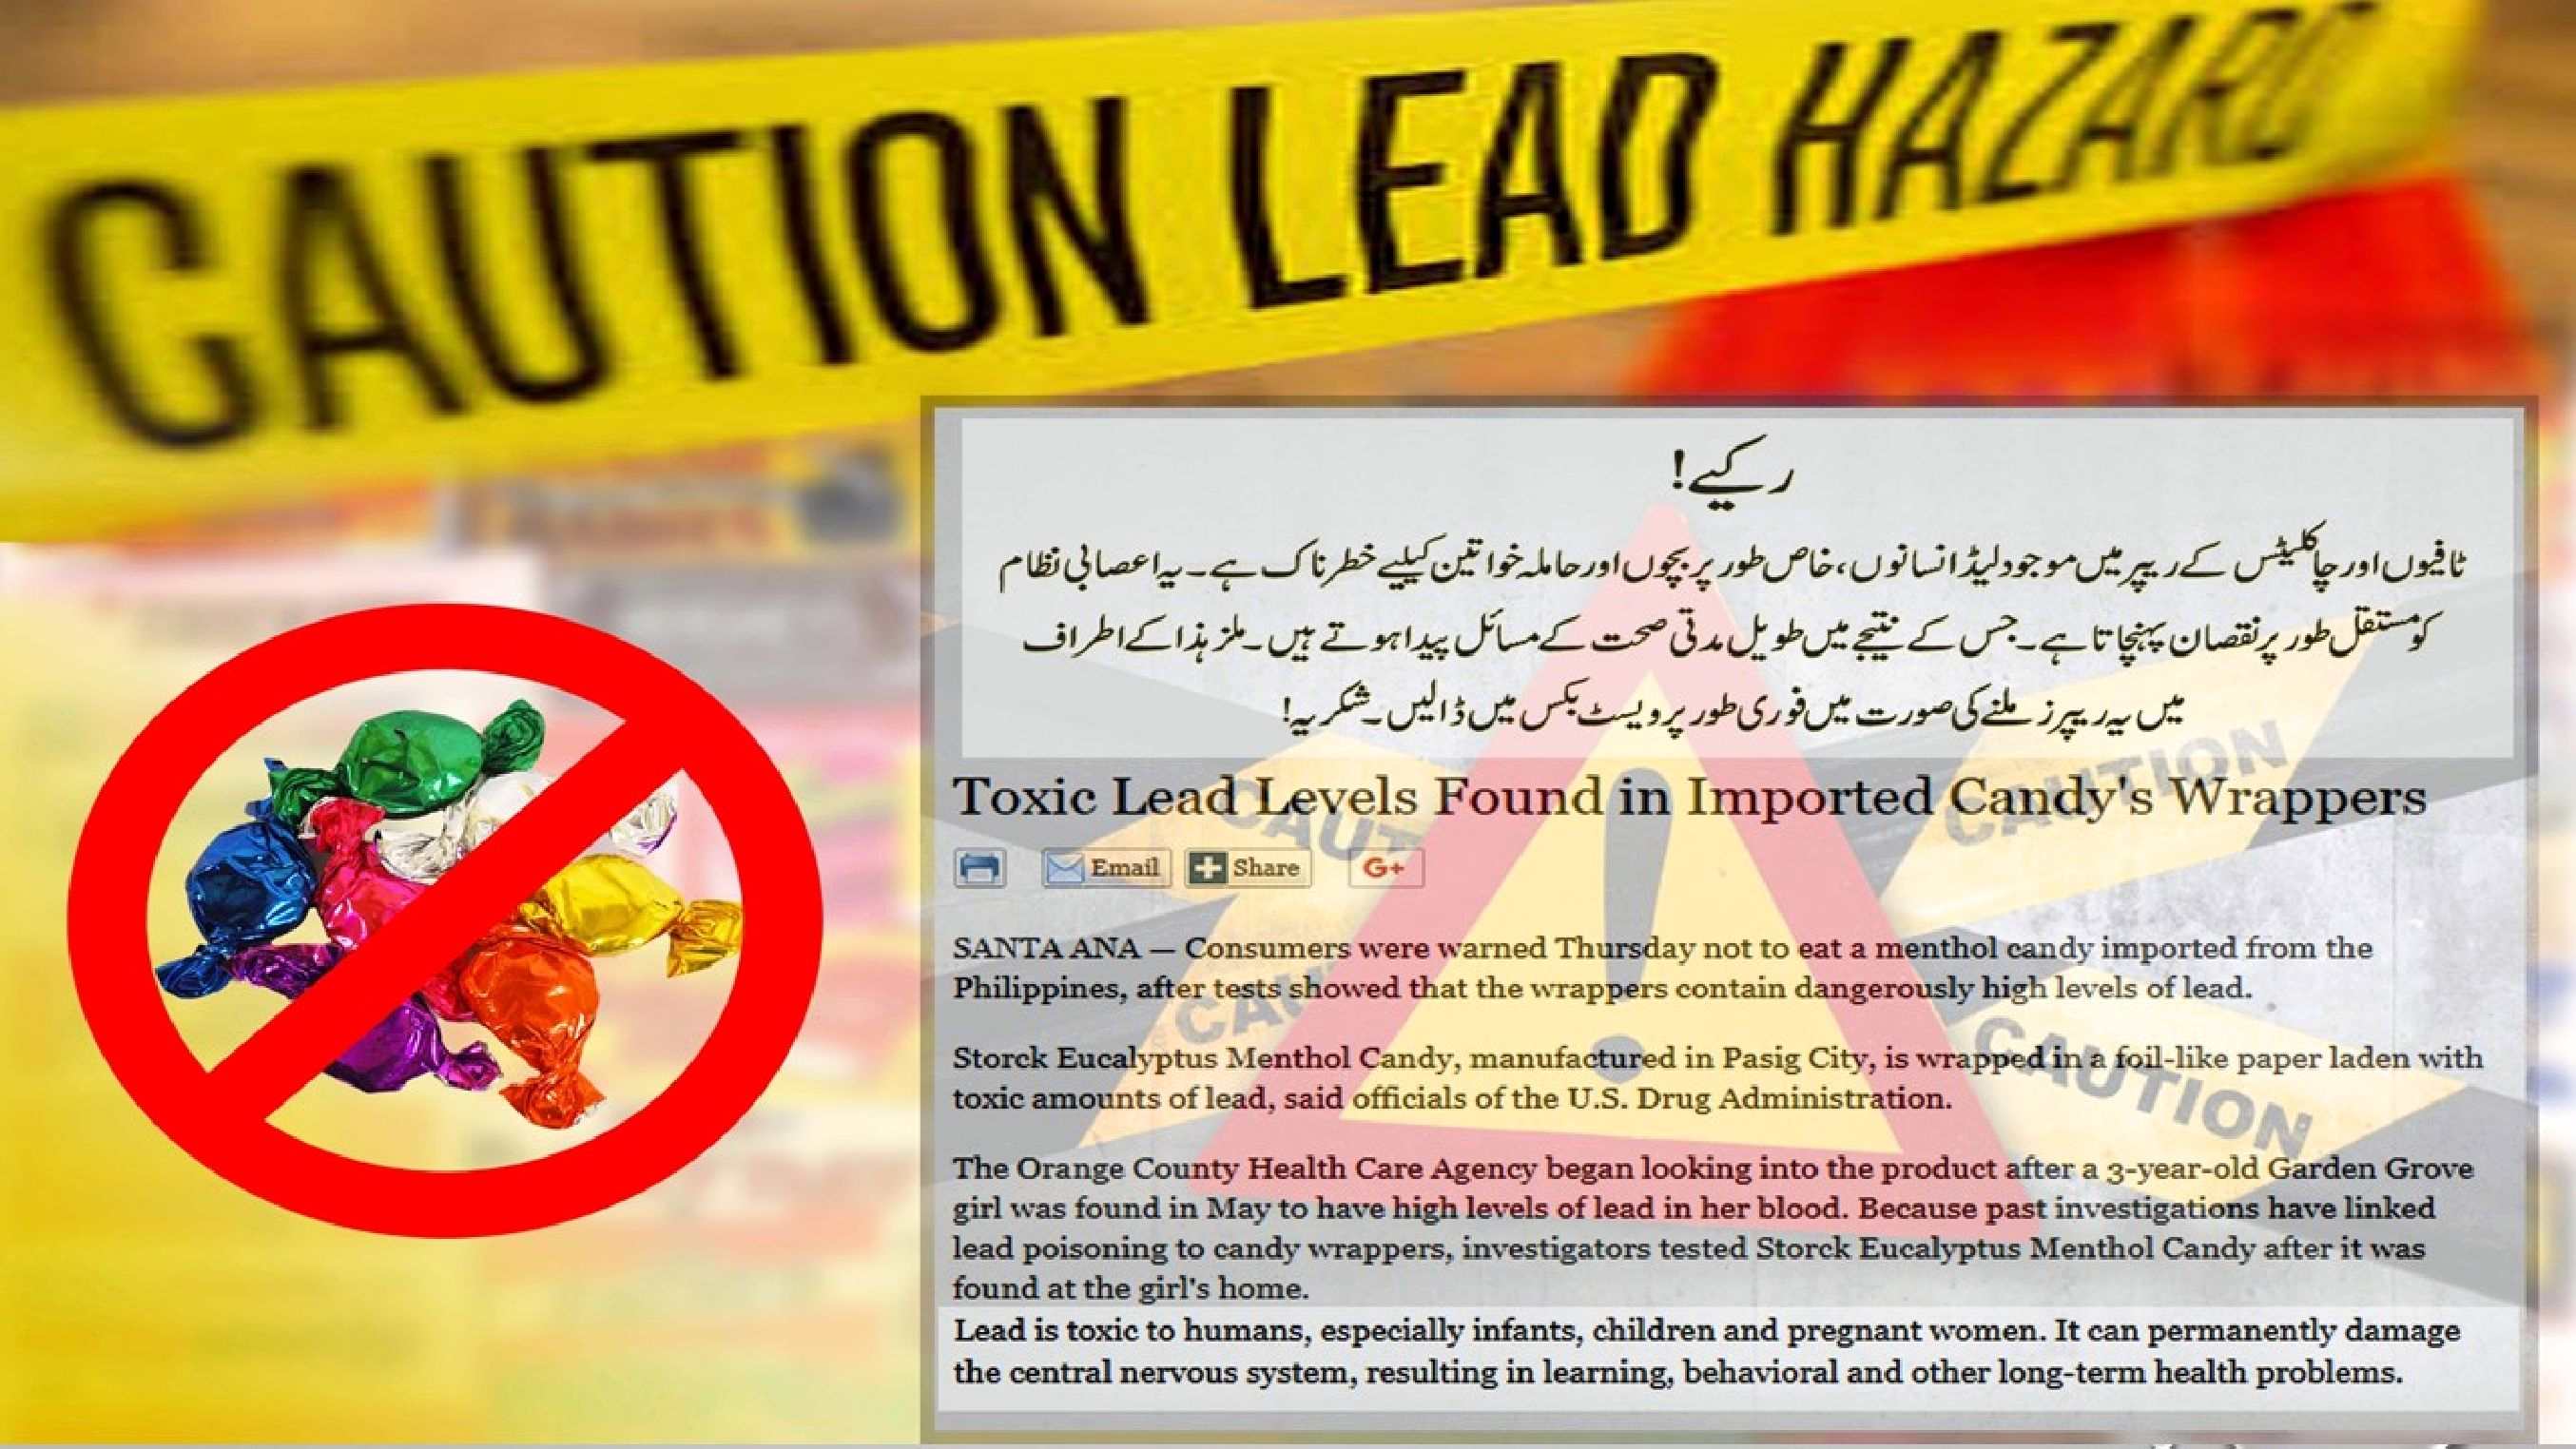 CAUTION LEAD HAZARD
رکیے!
ٹافیوں اور چاکلیٹس کے ریپر میں موجود لیڈ انسانوں، خاص طور پر بچوں اور حاملہ خواتین کیلیے خطرناک ہے۔ یہ اعصابی نظام
کو مستقل طور پر نقصان پہنچاتا ہے۔ جس کے نتیجے میں طویل مدتی صحت کے مسائل پیدا ہوتے ہیں۔ ملز ہذا کے اطراف
میں یہ ریپرز ملنے کی صورت میں فوری طور پر ویسٹ بکس میں ڈالیں۔ شکریہ!
Toxic Lead Levels Found in Imported Candy's Wrappers
Email Share G+
SANTA ANA — Consumers were warned Thursday not to eat a menthol candy imported from the
Philippines, after tests showed that the wrappers contain dangerously high levels of lead.
Storck Eucalyptus Menthol Candy, manufactured in Pasig City, is wrapped in a foil-like paper laden with
toxic amounts of lead, said officials of the U.S. Drug Administration.
The Orange County Health Care Agency began looking into the product after a 3-year-old Garden Grove
girl was found in May to have high levels of lead in her blood. Because past investigations have linked
lead poisoning to candy wrappers, investigators tested Storck Eucalyptus Menthol Candy after it was
found at the girl's home.
Lead is toxic to humans, especially infants, children and pregnant women. It can permanently damage
the central nervous system, resulting in learning, behavioral and other long-term health problems.
CAUTION
CAUTION